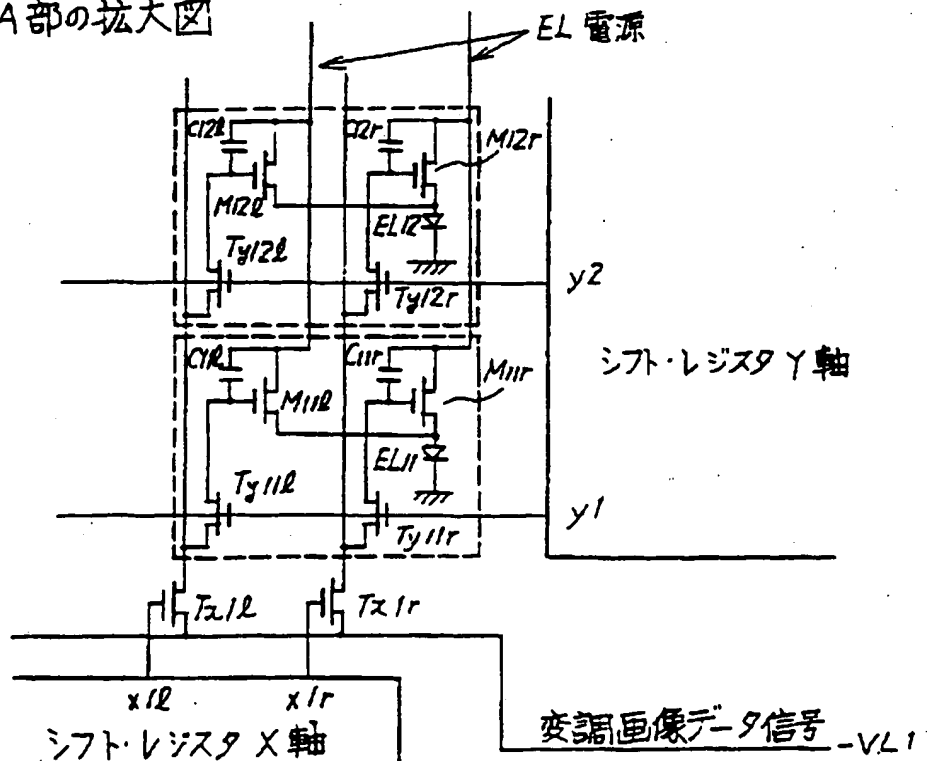 A部の拡大図
EL電源
C12l
C12r
M12r
M12l
EL12
Ty12l
Ty12r
y2
シフト・レジスタ Y軸
C11l
C11r
M11r
M11l
EL11
Ty11l
Ty11r
y1
Tx1l
Tx1r
x1l
x1r
シフト・レジスタ X軸
変調画像データ信号
-VL1